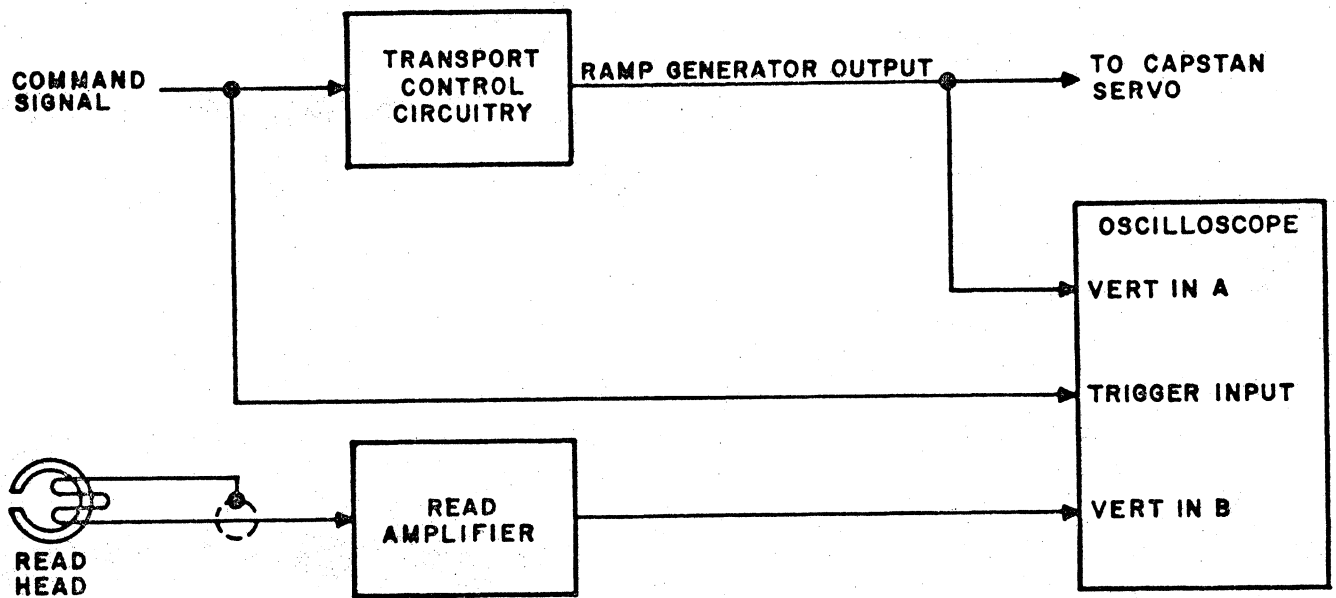 COMMAND
SIGNAL
TRANSPORT
CONTROL
CIRCUITRY
RAMP GENERATOR OUTPUT
TO CAPSTAN
SERVO
OSCILLOSCOPE
VERT IN A
TRIGGER INPUT
VERT IN B
READ
AMPLIFIER
READ
HEAD